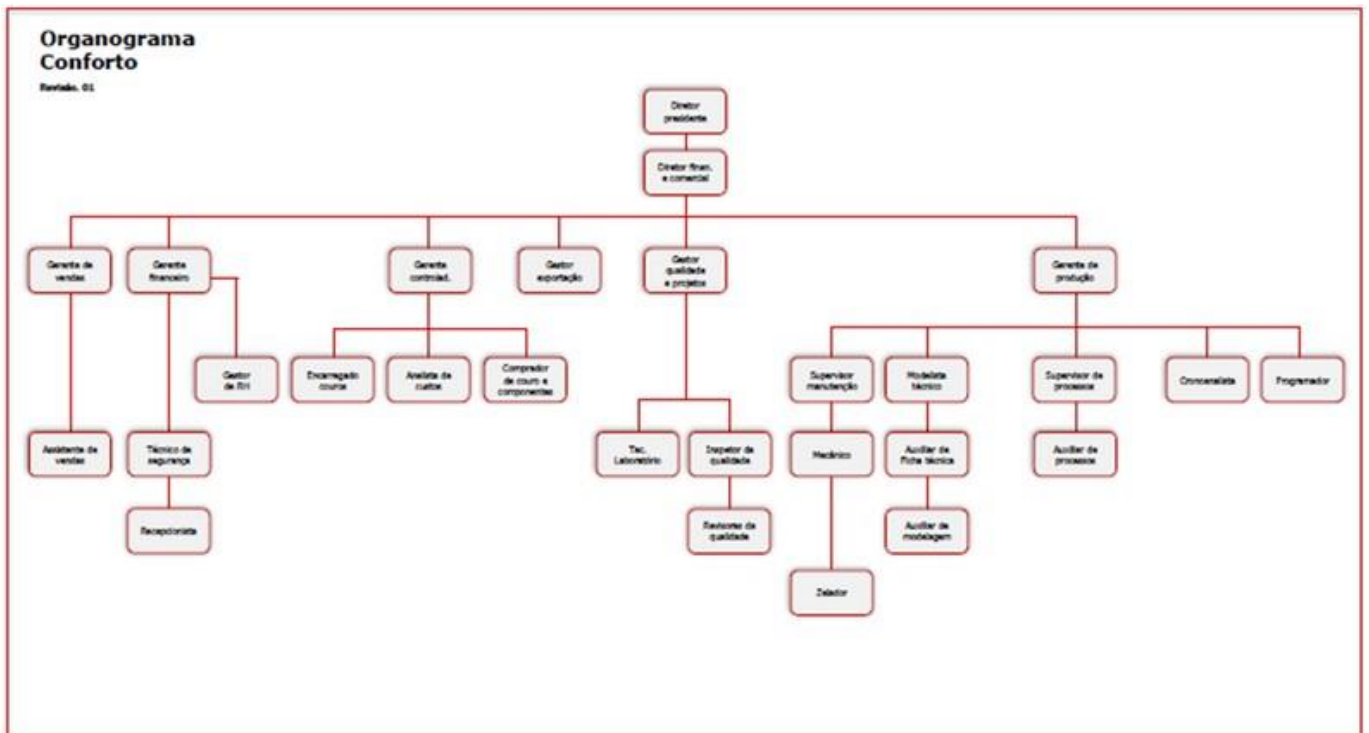 Organograma
Conforto
Revisão. 01
Diretor
presidente
Diretor finan.
e comercial
Gerente de
vendas
Gerente
financeiro
Gerente
controlad.
Gestor
exportação
Gestor
qualidade
e projetos
Gerente de
produção
Gestor
de RH
Encarregado
couros
Analista de
custos
Comprador
de couro e
componentes
Supervisor
manutenção
Modelista
técnico
Supervisor de
processos
Cronoanalista
Programador
Assistente de
vendas
Técnico de
segurança
Tec.
Laboratório
Inspetor de
qualidade
Mecânico
Auxiliar de
Ficha técnica
Auxiliar de
processos
Recepcionista
Revisoras da
qualidade
Auxiliar de
modelagem
Zelador